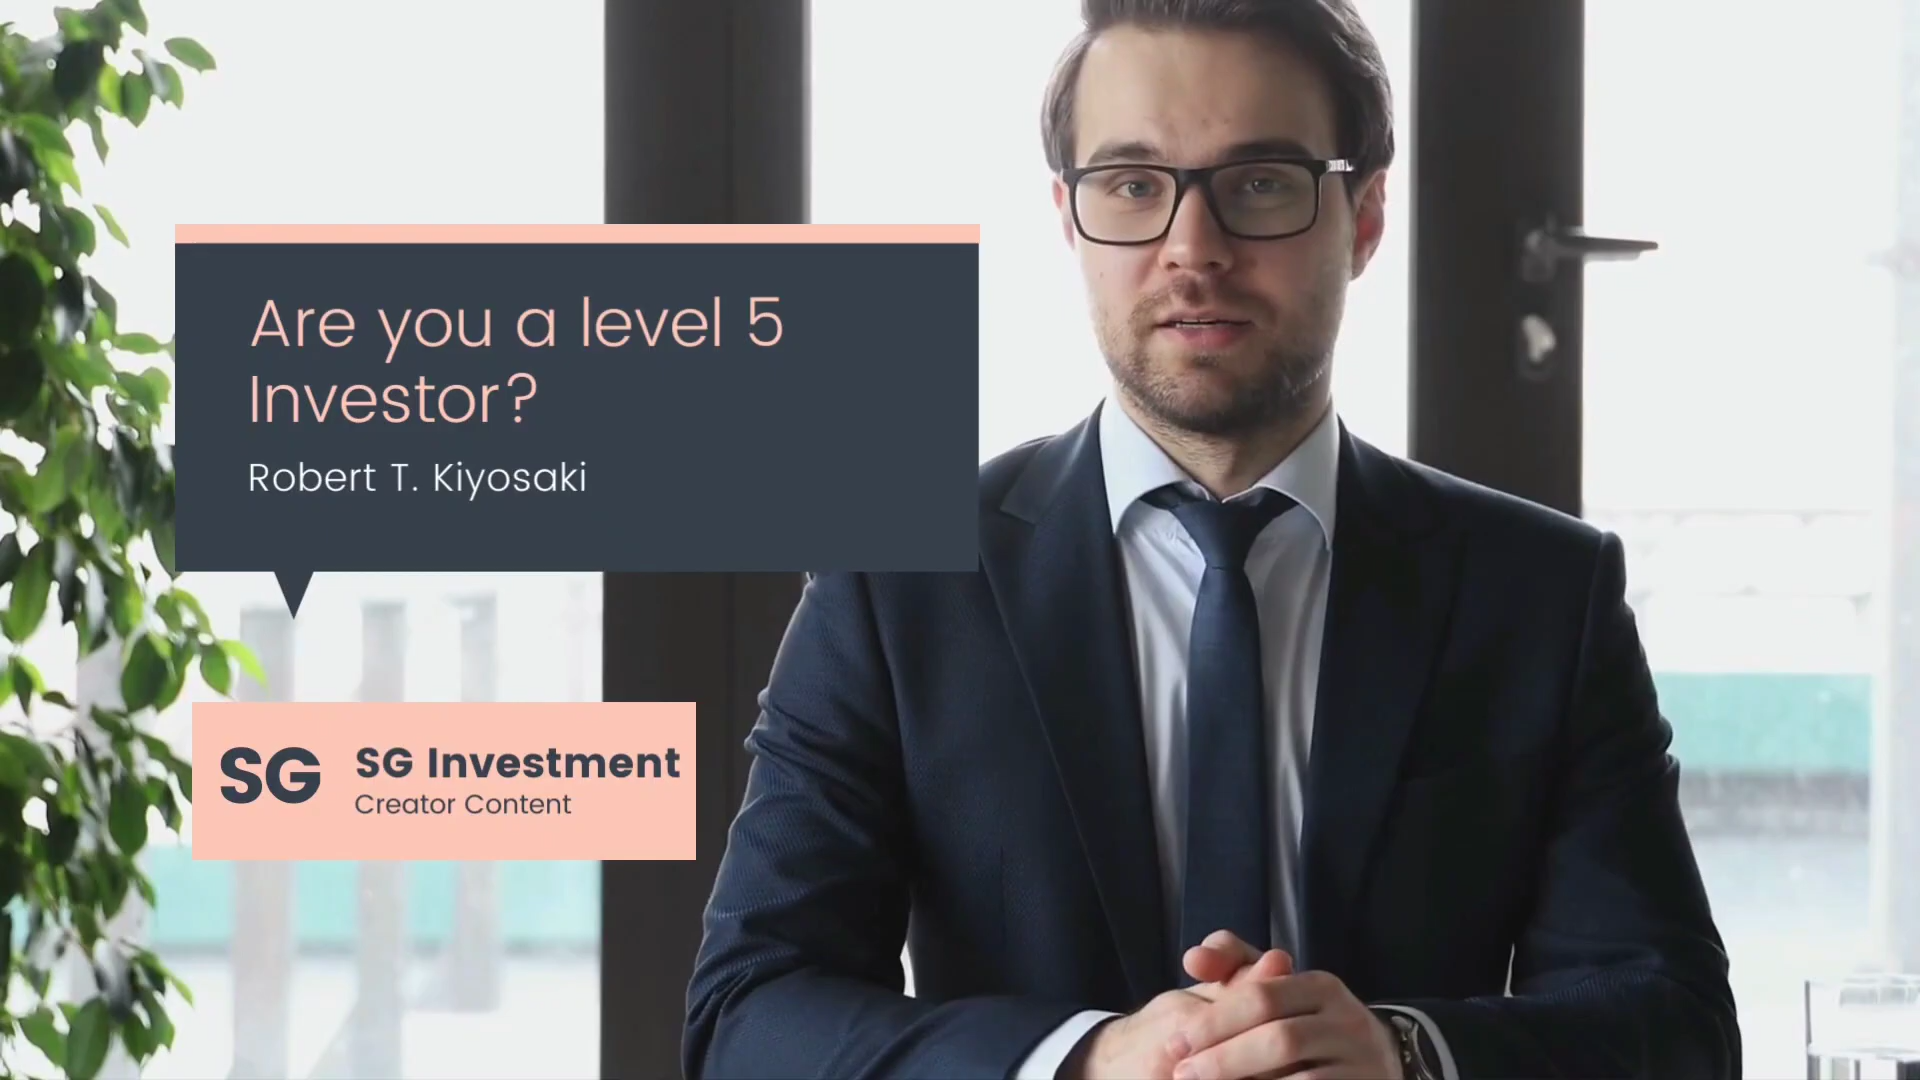 Are you a level 5
Investor?
Robert T. Kiyosaki
SG
SG Investment
Creator Content